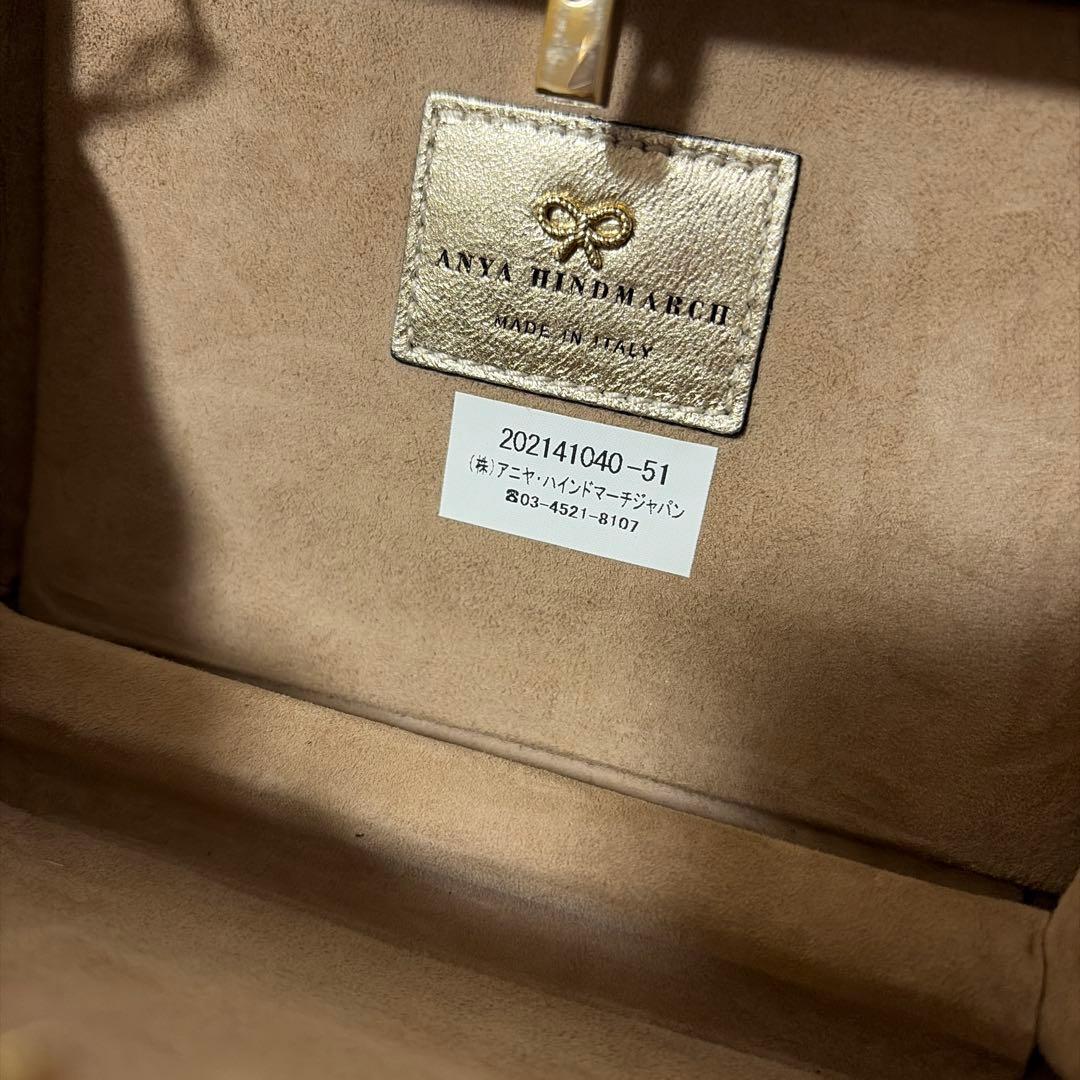 ANYA HINDMARCH
MADE IN ITALY
202141040-51
(株)アニヤ・ハインドマーチジャパン
☎03-4521-8107